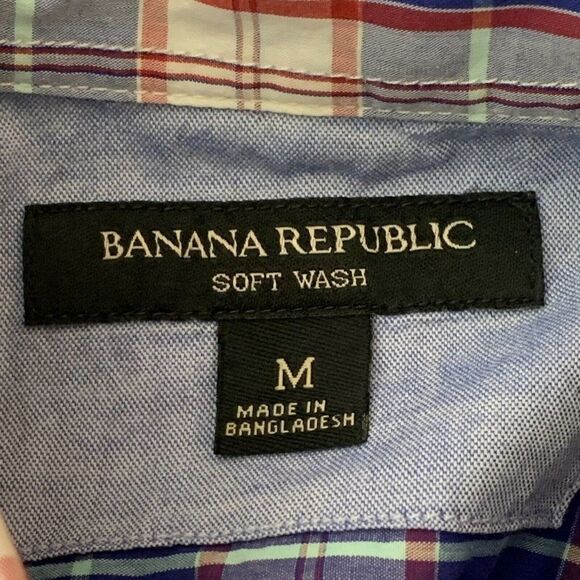 BANANA REPUBLIC
SOFT WASH
M
MADE IN
BANGLADESH